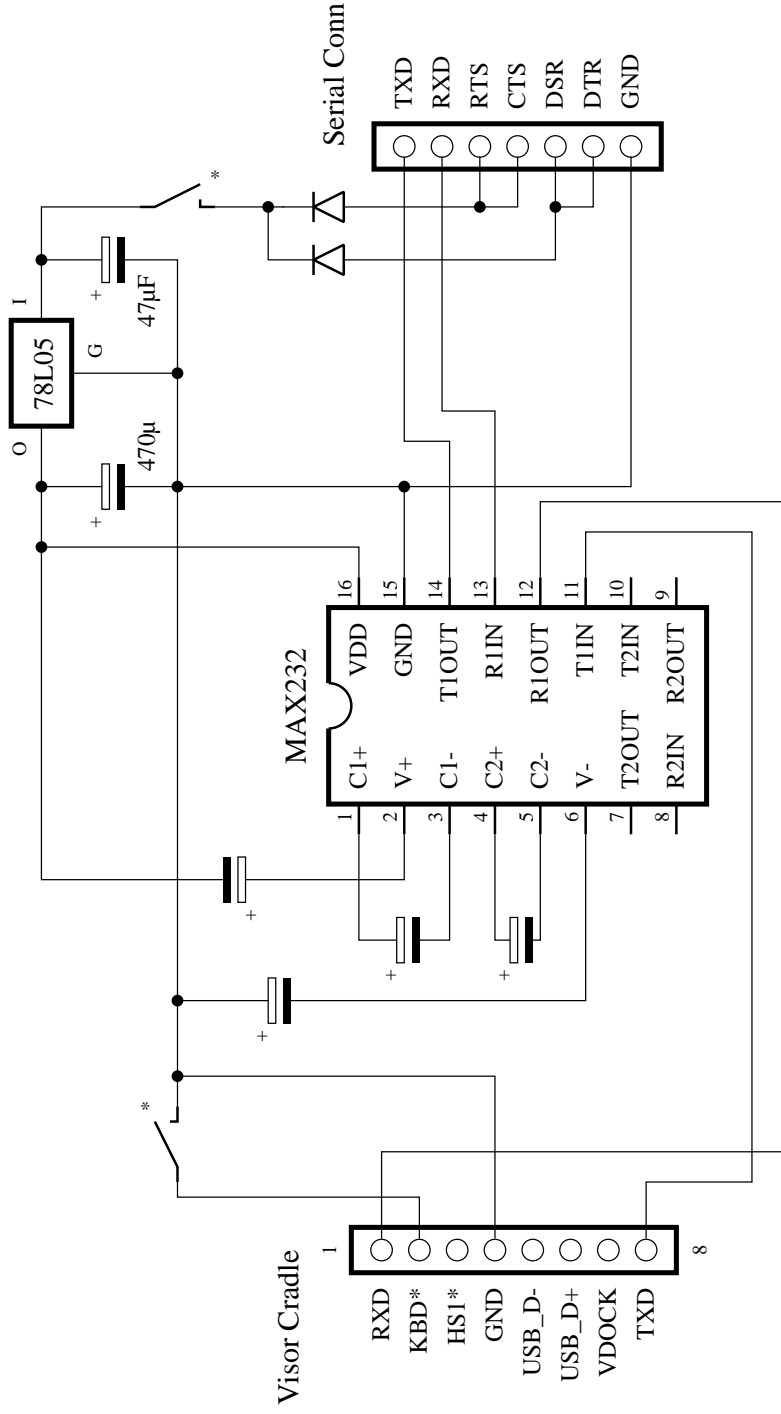 Visor Cradle
1
RXD
KBD*
HS1*
GND
USB_D-
USB_D+
VDOCK
TXD
8
*
+
+
+
+
MAX232
1
C1+
2
V+
3
C1-
4
C2+
5
C2-
6
V-
7
T2OUT
8
R2IN
16
VDD
15
GND
14
T1OUT
13
R1IN
12
R1OUT
11
T1IN
10
T2IN
9
R2OUT
+
470µ
O
78L05
I
G
+
47µF
*
Serial Conn
TXD
RXD
RTS
CTS
DSR
DTR
GND